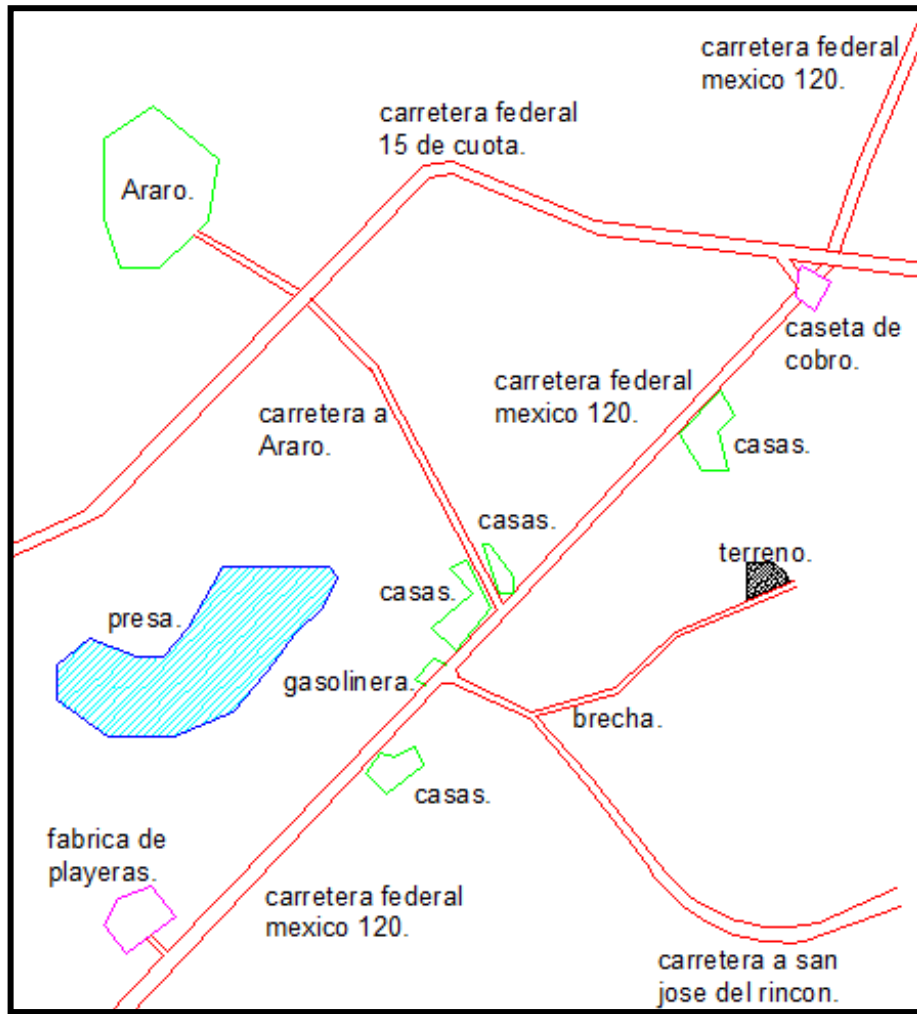 carretera federal
mexico 120.
carretera federal
15 de cuota.
Araro.
caseta de
cobro.
carretera federal
mexico 120.
carretera a
Araro.
casas.
casas.
terreno.
casas.
presa.
gasolinera.
brecha.
casas.
fabrica de
playeras.
carretera federal
mexico 120.
carretera a san
jose del rincon.